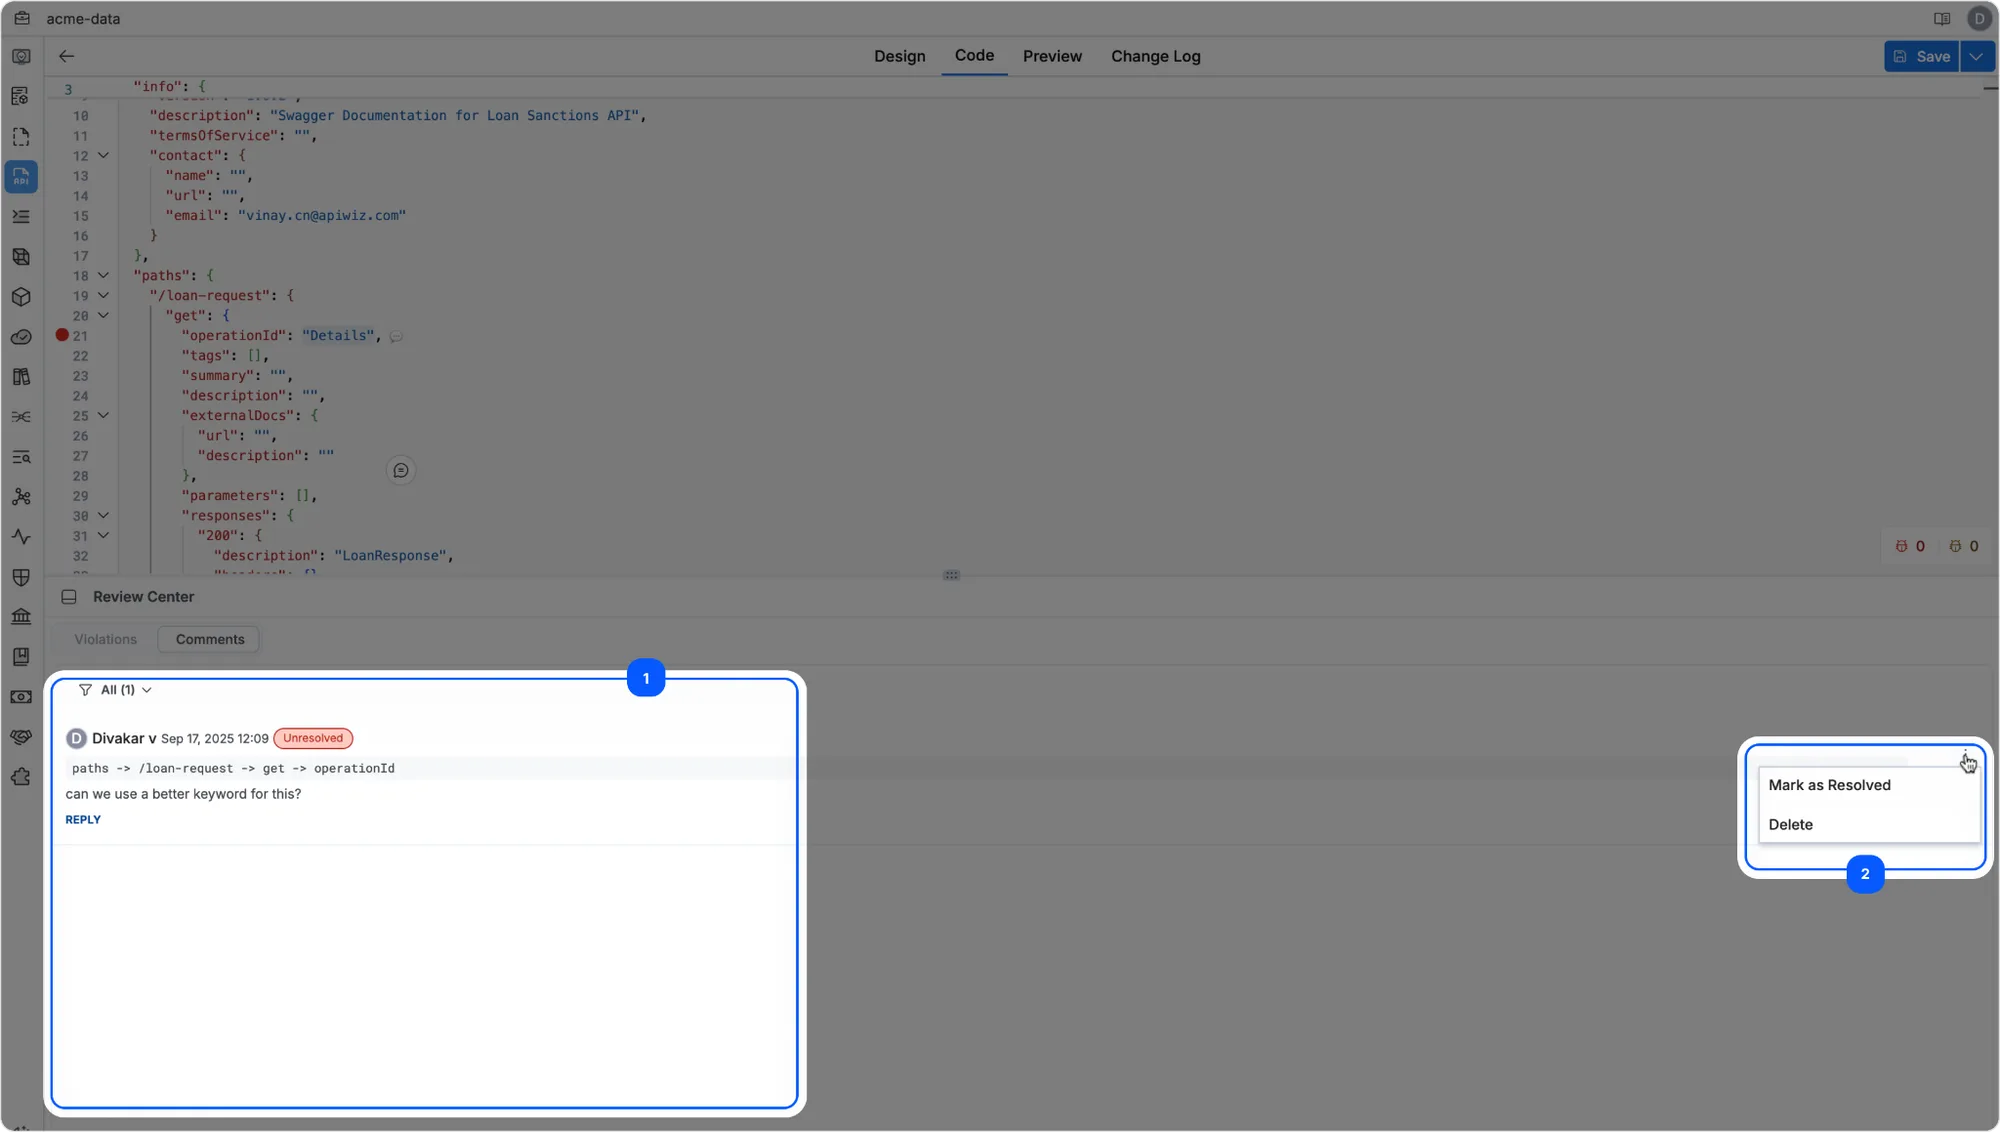 acme-data
D
Design Code Preview Change Log
Save
3 "info": {
10 "description": "Swagger Documentation for Loan Sanctions API",
11 "termsOfService": "",
12 "contact": {
13 "name": "",
14 "url": "",
15 "email": "vinay.cn@apiwiz.com"
16 }
17 },
18 "paths": {
19 "/loan-request": {
20 "get": {
21 "operationId": "Details",
22 "tags": [],
23 "summary": "",
24 "description": "",
25 "externalDocs": {
26 "url": "",
27 "description": ""
28 },
29 "parameters": [],
30 "responses": {
31 "200": {
32 "description": "LoanResponse",
0 0
Review Center
Violations Comments
1
All (1)
D Divakar v Sep 17, 2025 12:09 Unresolved
paths -> /loan-request -> get -> operationId
can we use a better keyword for this?
REPLY
Mark as Resolved
Delete
2
API